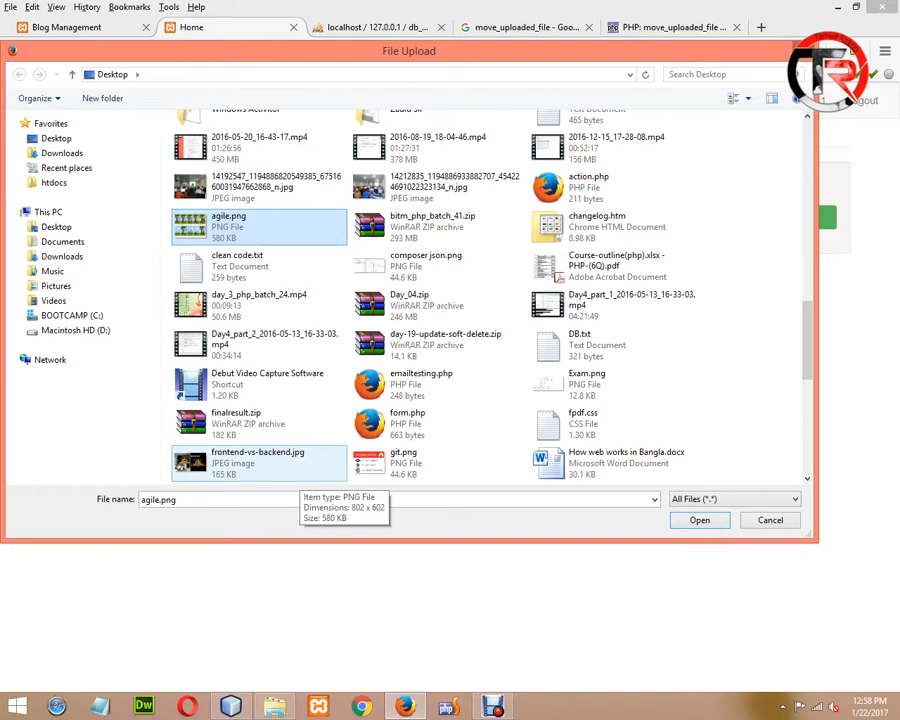 File Edit View History Bookmarks Tools Help
Blog Management
Home
localhost / 127.0.0.1 / db_...
move_uploaded_file - Goo...
PHP: move_uploaded_file ...
File Upload
Desktop
Search Desktop
Organize New folder
Logout
Favorites
Desktop
Downloads
Recent places
htdocs
This PC
Desktop
Documents
Downloads
Music
Pictures
Videos
BOOTCAMP (C:)
Macintosh HD (D:)
Network
Windows Activator
Text Document
465 bytes
2016-05-20_16-43-17.mp4
01:26:56
450 MB
2016-08-19_18-04-46.mp4
01:27:31
378 MB
2016-12-15_17-28-08.mp4
00:52:17
156 MB
14192547_1194886820549385_67516
60031947662868_n.jpg
JPEG image
14212835_1194886933882707_45422
4691022323134_n.jpg
JPEG image
action.php
PHP File
211 bytes
agile.png
PNG File
580 KB
bitm_php_batch_41.zip
WinRAR ZIP archive
293 MB
changelog.htm
Chrome HTML Document
8.98 KB
clean code.txt
Text Document
259 bytes
composer json.png
PNG File
44.6 KB
Course-outline(php).xlsx -
PHP-(6Q).pdf
Adobe Acrobat Document
day_3_php_batch_24.mp4
00:09:13
50.6 MB
Day_04.zip
WinRAR ZIP archive
246 MB
Day4_part_1_2016-05-13_16-33-03.
mp4
04:21:49
Day4_part_2_2016-05-13_16-33-03.
mp4
00:34:14
day-19-update-soft-delete.zip
WinRAR ZIP archive
14.1 KB
DB.txt
Text Document
321 bytes
Debut Video Capture Software
Shortcut
1.20 KB
emailtesting.php
PHP File
248 bytes
Exam.png
PNG File
12.8 KB
finalresult.zip
WinRAR ZIP archive
182 KB
form.php
PHP File
663 bytes
fpdf.css
CSS File
1.30 KB
frontend-vs-backend.jpg
JPEG image
165 KB
git.png
PNG File
44.6 KB
How web works in Bangla.docx
Microsoft Word Document
30.1 KB
File name: agile.png
All Files (*.*)
Item type: PNG File
Dimensions: 802 x 602
Size: 580 KB
Open Cancel
Dw
12:58 PM
1/22/2017